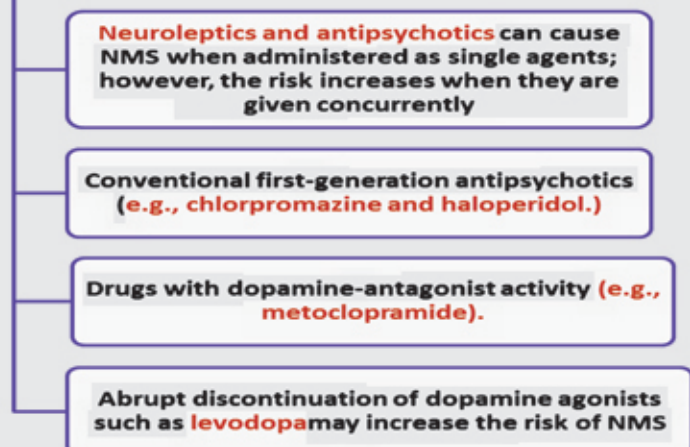 Neuroleptics and antipsychotics can cause
NMS when administered as single agents;
however, the risk increases when they are
given concurrently
Conventional first-generation antipsychotics
(e.g., chlorpromazine and haloperidol.)
Drugs with dopamine-antagonist activity (e.g.,
metoclopramide).
Abrupt discontinuation of dopamine agonists
such as levodopamay increase the risk of NMS